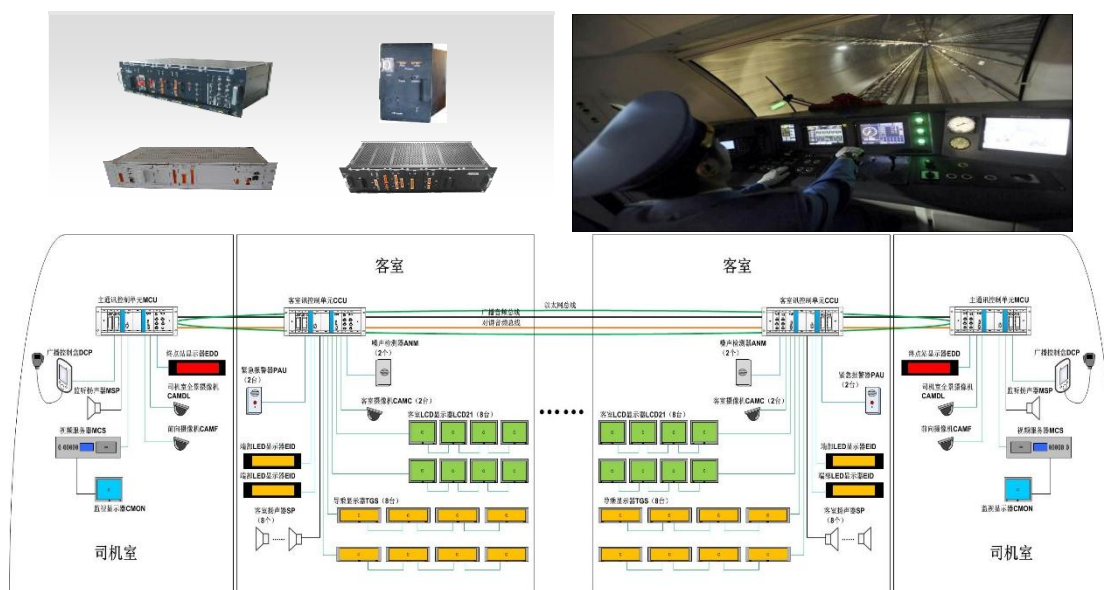 客室
客室
主通讯控制单元MCU
客室讯控制单元CCU
以太网总线
广播音频总线
对讲音频总线
客室讯控制单元CCU
主通讯控制单元MCU
广播控制盒DCP
终点站显示器EDD
监听扬声器MSP
司机室全景摄像机
CAMDL
视频服务器MCS
前向摄像机CAMF
监视显示器CMON
司机室
噪声检测器ANM
(2个)
紧急报警器PAU
(2台)
客室摄像机CAMC(2台)
客室LCD显示器LCD21(8台)
端部LED显示器EID
端部LED显示器EID
导乘显示器TGS(8台)
客室扬声器SP
(8个)
噪声检测器ANM
(2个)
紧急报警器PAU
(2台)
客室摄像机CAMC(2台)
客室LCD显示器LCD21(8台)
端部LED显示器EID
端部LED显示器EID
导乘显示器TGS(8台)
客室扬声器SP
(8个)
终点站显示器EDD
广播控制盒DCP
司机室全景摄像机
CAMDL
监听扬声器MSP
前向摄像机CAMF
视频服务器MCS
监视显示器CMON
司机室